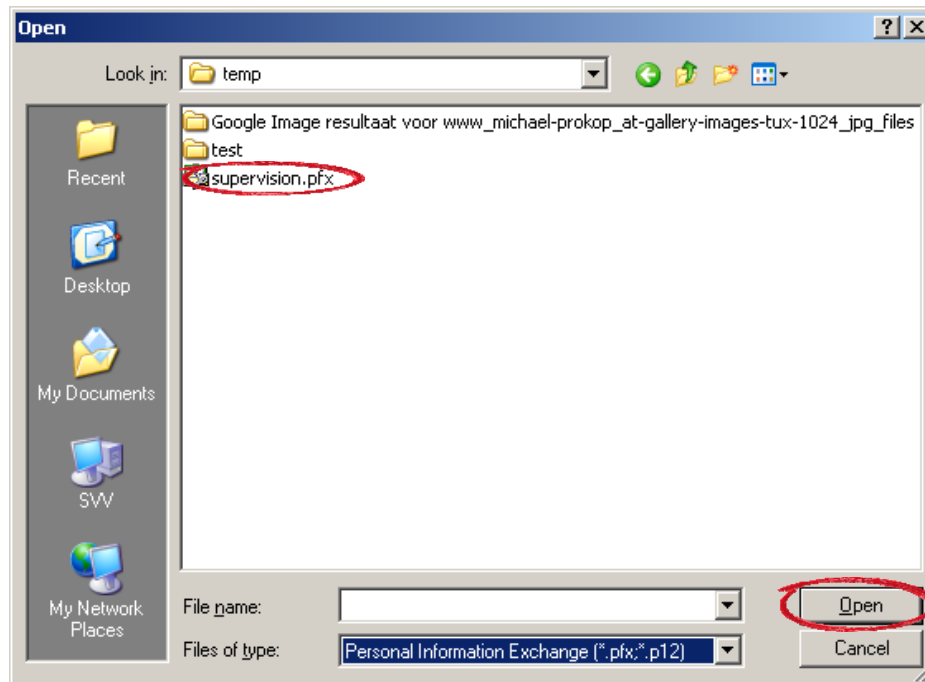 Open
Look in: temp
Google Image resultaat voor www_michael-prokop_at-gallery-images-tux-1024_jpg_files
test
supervision.pfx
Recent
Desktop
My Documents
SVV
My Network
Places
File name:
Open
Files of type: Personal Information Exchange (*.pfx;*.p12)
Cancel